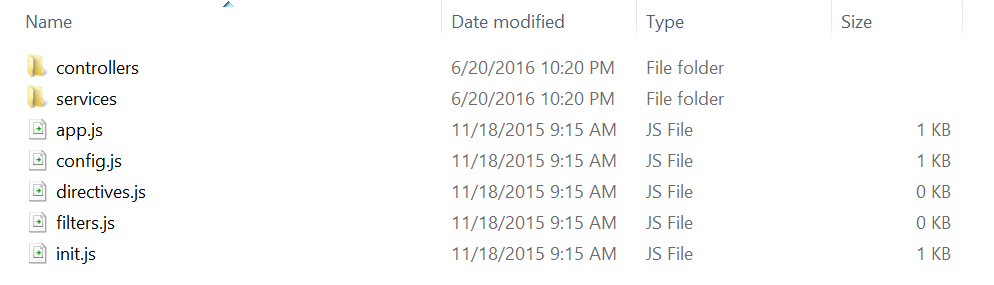 Name Date modified Type Size
controllers 6/20/2016 10:20 PM File folder
services 6/20/2016 10:20 PM File folder
app.js 11/18/2015 9:15 AM JS File 1 KB
config.js 11/18/2015 9:15 AM JS File 1 KB
directives.js 11/18/2015 9:15 AM JS File 0 KB
filters.js 11/18/2015 9:15 AM JS File 0 KB
init.js 11/18/2015 9:15 AM JS File 1 KB